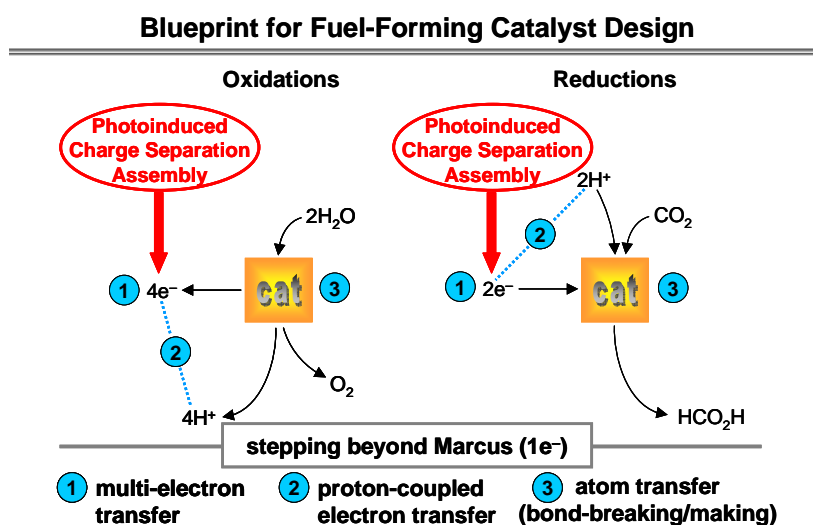 Blueprint for Fuel-Forming Catalyst Design
Oxidations
Photoinduced
Charge Separation
Assembly
2H₂O
1 4e⁻
cat 3
2
O₂
4H⁺
Reductions
Photoinduced
Charge Separation
Assembly
2H⁺
CO₂
2
1 2e⁻
cat 3
HCO₂H
stepping beyond Marcus (1e⁻)
1 multi-electron
transfer
2 proton-coupled
electron transfer
3 atom transfer
(bond-breaking/making)